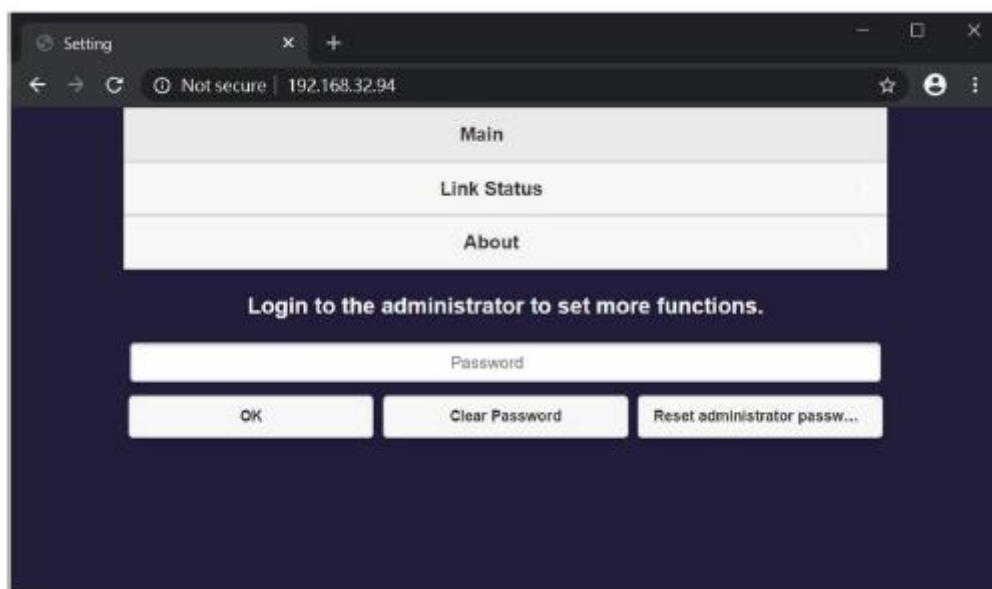 Setting
Not secure | 192.168.32.94
Main
Link Status
About
Login to the administrator to set more functions.
Password
OK Clear Password Reset administrator passw...